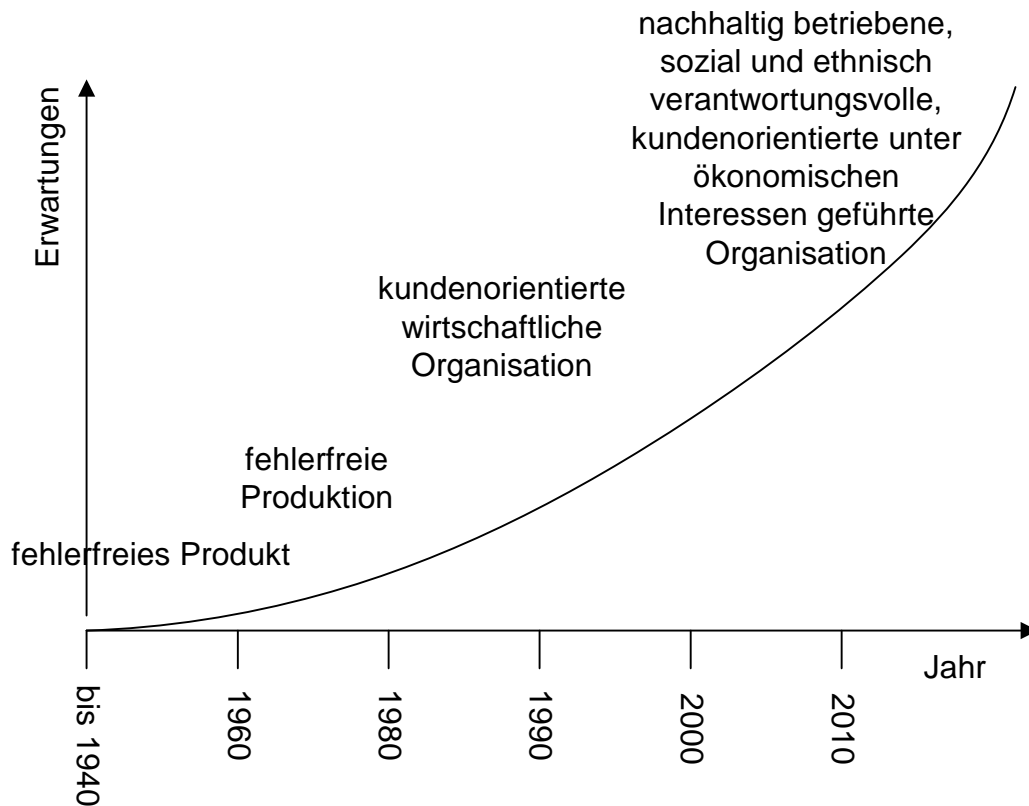 nachhaltig betriebene,
sozial und ethnisch
verantwortungsvolle,
kundenorientierte unter
ökonomischen
Interessen geführte
Organisation
Erwartungen
kundenorientierte
wirtschaftliche
Organisation
fehlerfreie
Produktion
fehlerfreies Produkt
Jahr
bis 1940
1960
1980
1990
2000
2010